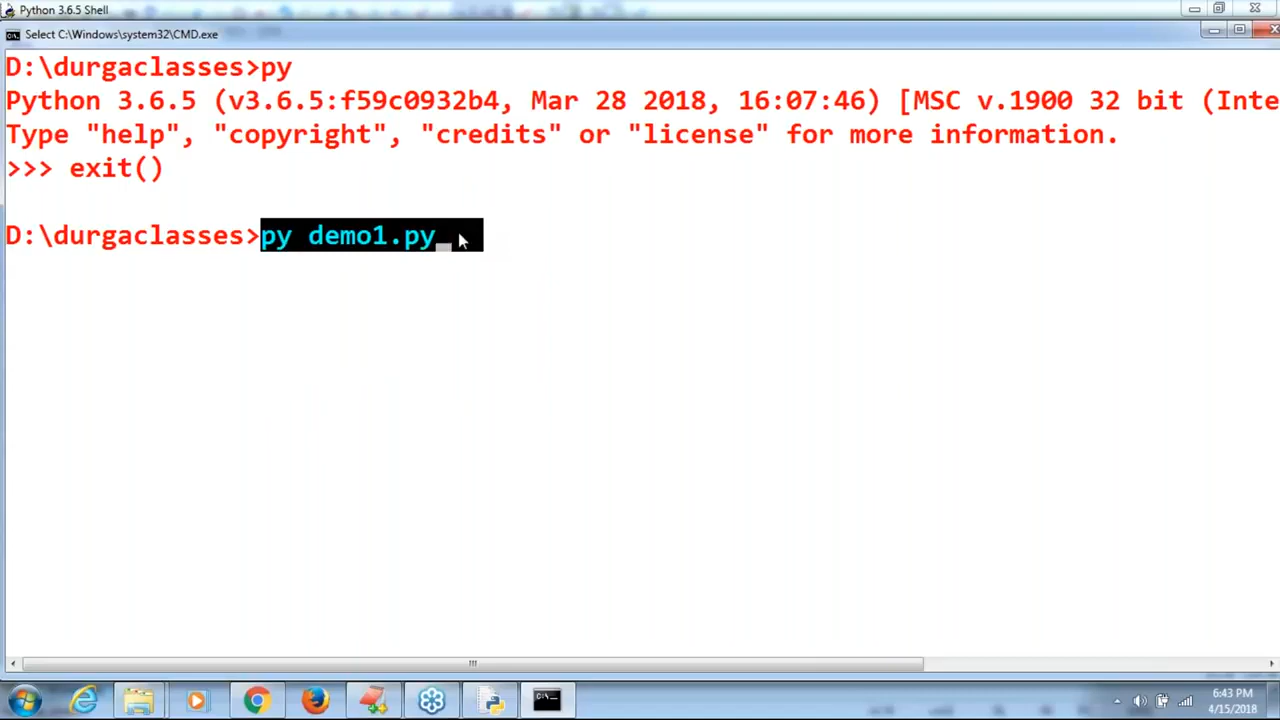 Python 3.6.5 Shell
Select C:\Windows\system32\CMD.exe
D:\durgaclasses>py
Python 3.6.5 (v3.6.5:f59c0932b4, Mar 28 2018, 16:07:46) [MSC v.1900 32 bit (Inte
Type "help", "copyright", "credits" or "license" for more information.
>>> exit()
D:\durgaclasses>py demo1.py_
6:43 PM
4/15/2018